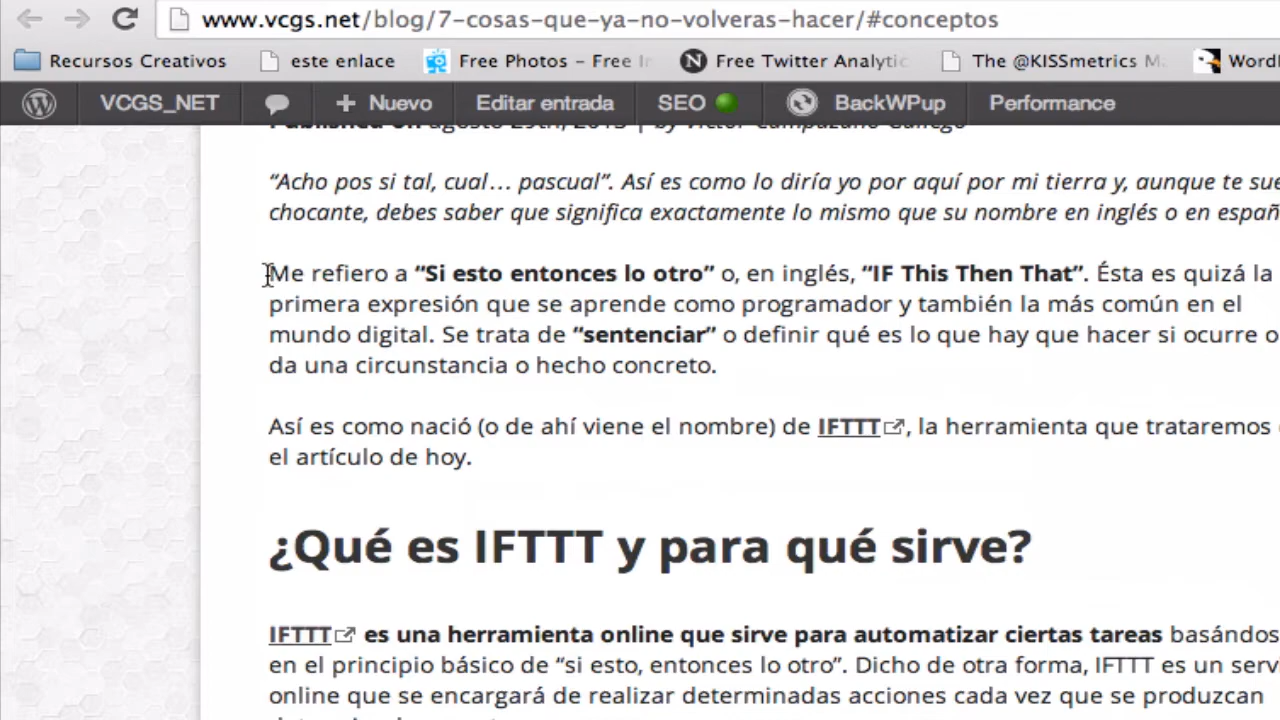 www.vcgs.net/blog/7-cosas-que-ya-no-volveras-hacer/#conceptos
Recursos Creativos este enlace Free Photos – Free Free Twitter Analytic The @KISSmetrics
VCGS_NET Nuevo Editar entrada SEO BackWPup Performance
Published on agosto 29th, 2013 | by Víctor Campuzano Gallego
“Acho pos si tal, cual… pascual”. Así es como lo diría yo por aquí por mi tierra y, aunque te sue
chocante, debes saber que significa exactamente lo mismo que su nombre en inglés o en españ
Me refiero a “Si esto entonces lo otro” o, en inglés, “IF This Then That”. Ésta es quizá la
primera expresión que se aprende como programador y también la más común en el
mundo digital. Se trata de “sentenciar” o definir qué es lo que hay que hacer si ocurre o
da una circunstancia o hecho concreto.
Así es como nació (o de ahí viene el nombre) de IFTTT, la herramienta que trataremos
el artículo de hoy.
¿Qué es IFTTT y para qué sirve?
IFTTT es una herramienta online que sirve para automatizar ciertas tareas basándos
en el principio básico de “si esto, entonces lo otro”. Dicho de otra forma, IFTTT es un servi
online que se encargará de realizar determinadas acciones cada vez que se produzcan